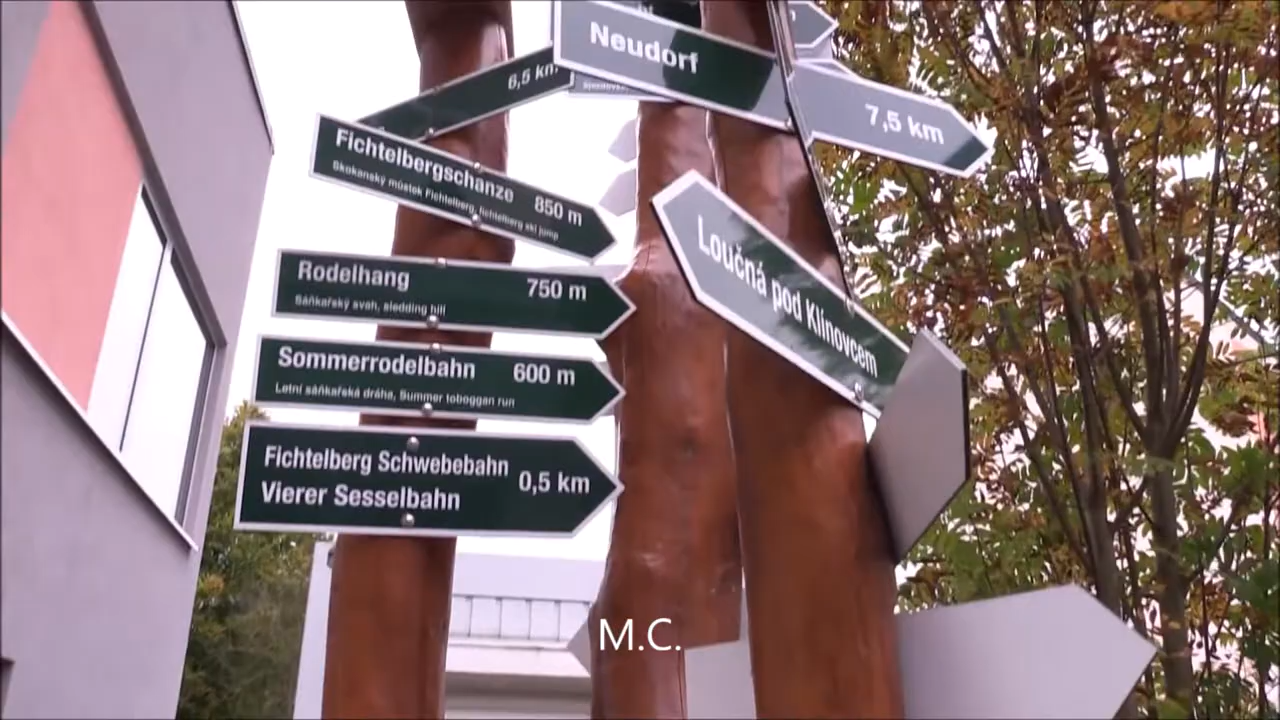 Neudorf
6,5 km
7,5 km
Fichtelbergschanze 850 m
Skokanský můstek Fichtelberg, fichtelberg ski jump
Loučná pod Klínovcem
Rodelhang 750 m
Sáňkařský svah, sledding hill
Sommerrodelbahn 600 m
Letní sáňkařská dráha, Summer toboggan run
Fichtelberg Schwebebahn 0,5 km
Vierer Sesselbahn
M.C.